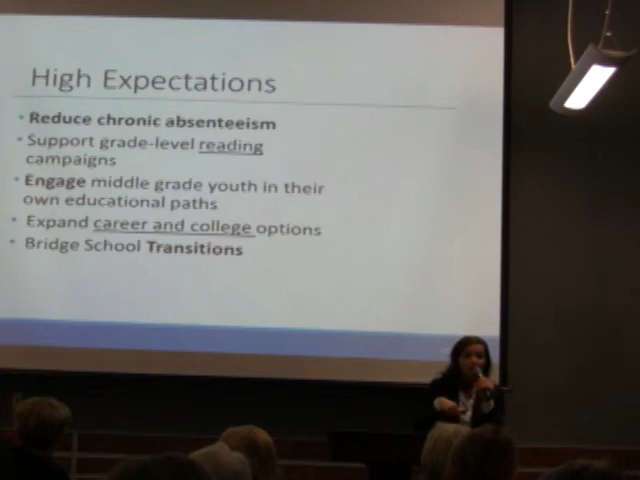 High Expectations
• Reduce chronic absenteeism
• Support grade-level reading
campaigns
• Engage middle grade youth in their
own educational paths
• Expand career and college options
• Bridge School Transitions